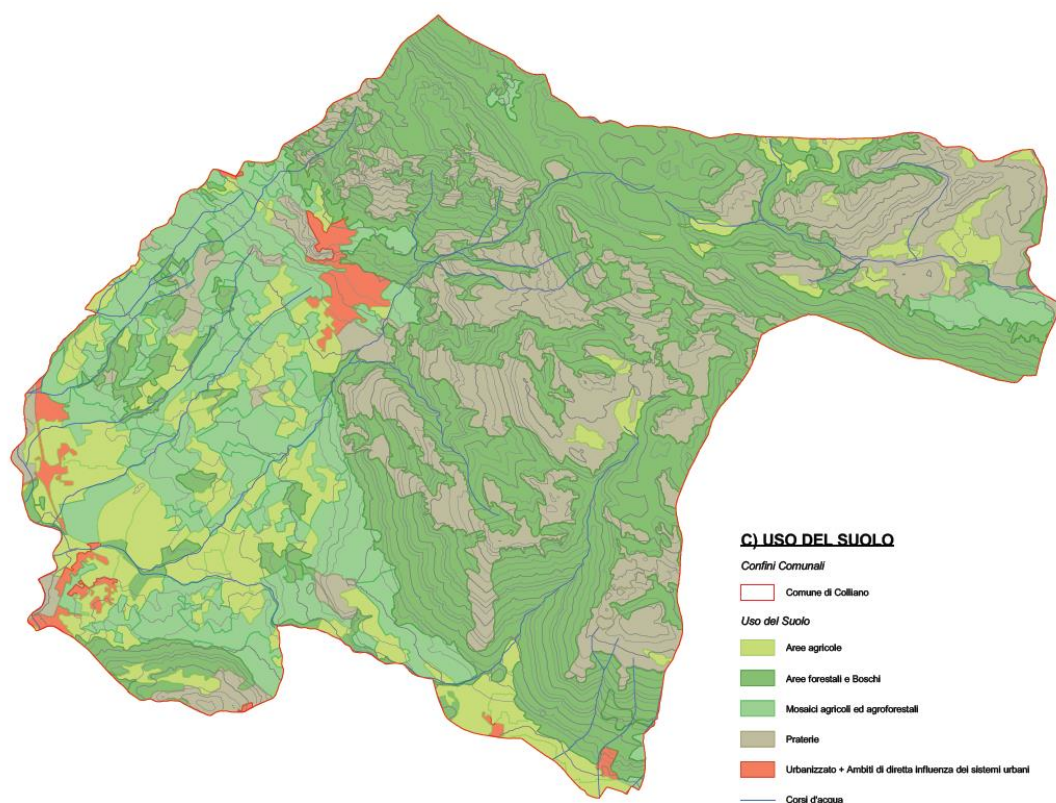 C) USO DEL SUOLO
Confini Comunali
Comune di Colliano
Uso del Suolo
Aree agricole
Aree forestali e Boschi
Mosaici agricoli ed agroforestali
Praterie
Urbanizzato + Ambiti di diretta influenza dei sistemi urbani
Corsi d'acqua